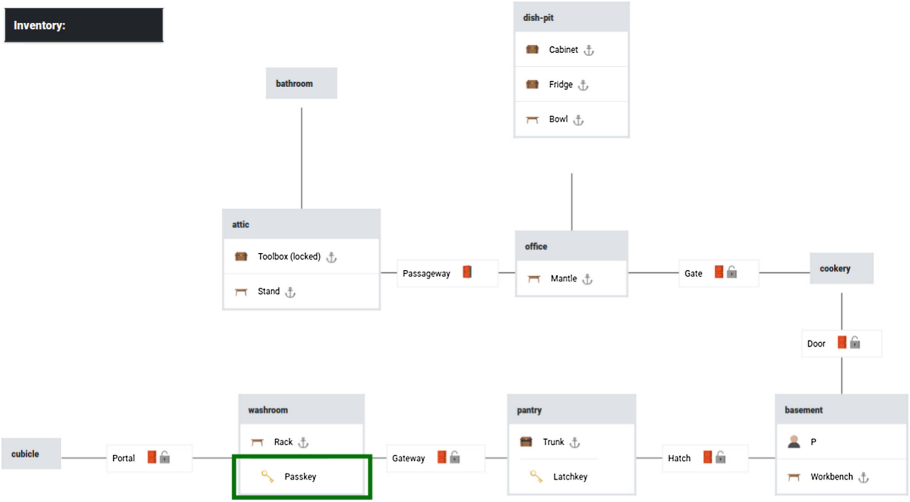 Inventory:
dish-pit
Cabinet
Fridge
Bowl
bathroom
attic
Toolbox (locked)
Stand
Passageway
office
Mantle
Gate
cookery
Door
cubicle
Portal
washroom
Rack
Passkey
Gateway
pantry
Trunk
Latchkey
Hatch
basement
P
Workbench